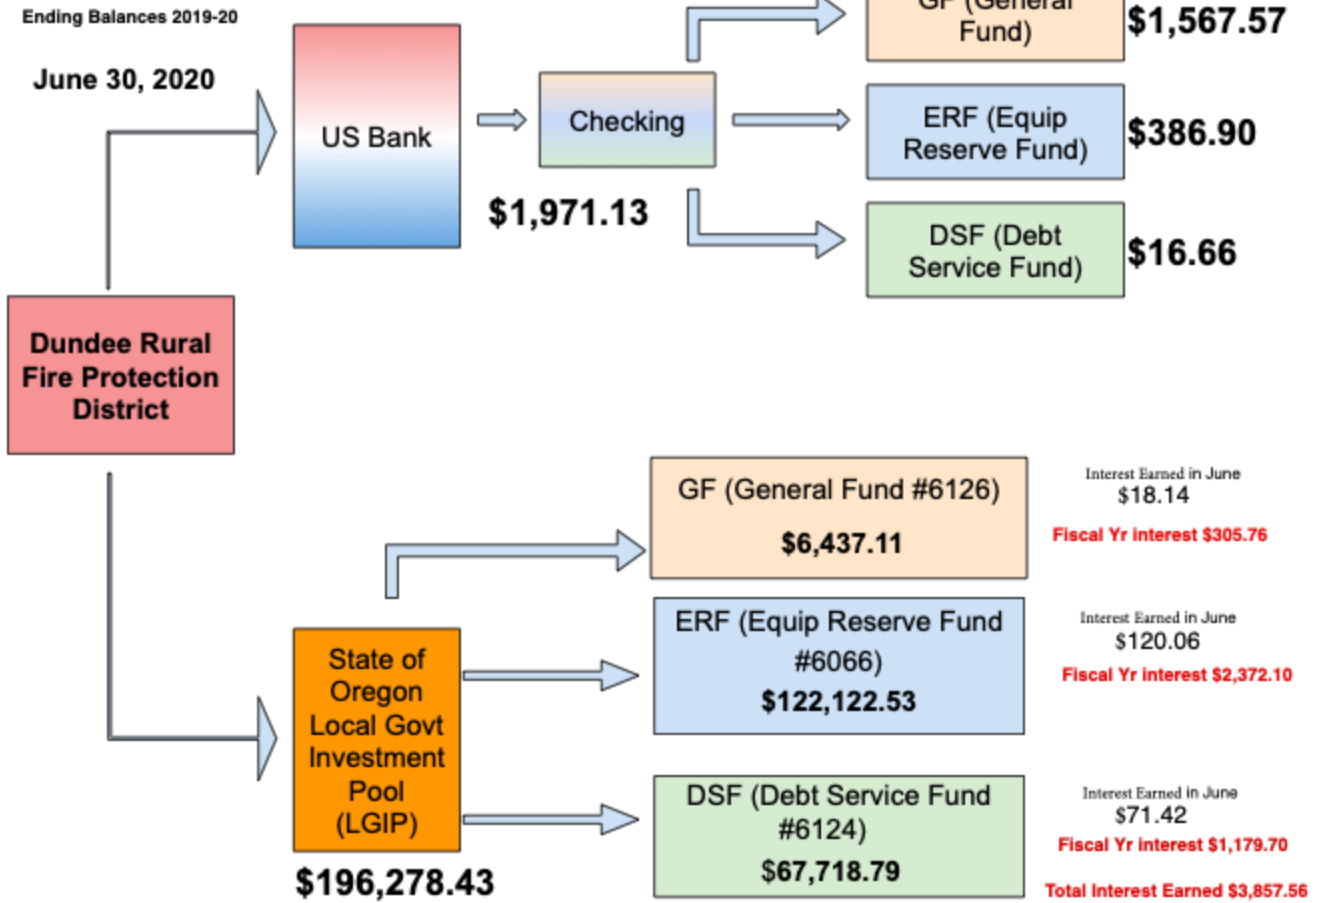 Ending Balances 2019-20
June 30, 2020
US Bank
Checking
$1,971.13
GF (General
Fund)
$1,567.57
ERF (Equip
Reserve Fund)
$386.90
DSF (Debt
Service Fund)
$16.66
Dundee Rural
Fire Protection
District
GF (General Fund #6126)
$6,437.11
Interest Earned in June
$18.14
Fiscal Yr interest $305.76
ERF (Equip Reserve Fund
#6066)
$122,122.53
Interest Earned in June
$120.06
Fiscal Yr interest $2,372.10
State of
Oregon
Local Govt
Investment
Pool
(LGIP)
$196,278.43
DSF (Debt Service Fund
#6124)
$67,718.79
Interest Earned in June
$71.42
Fiscal Yr interest $1,179.70
Total Interest Earned $3,857.56